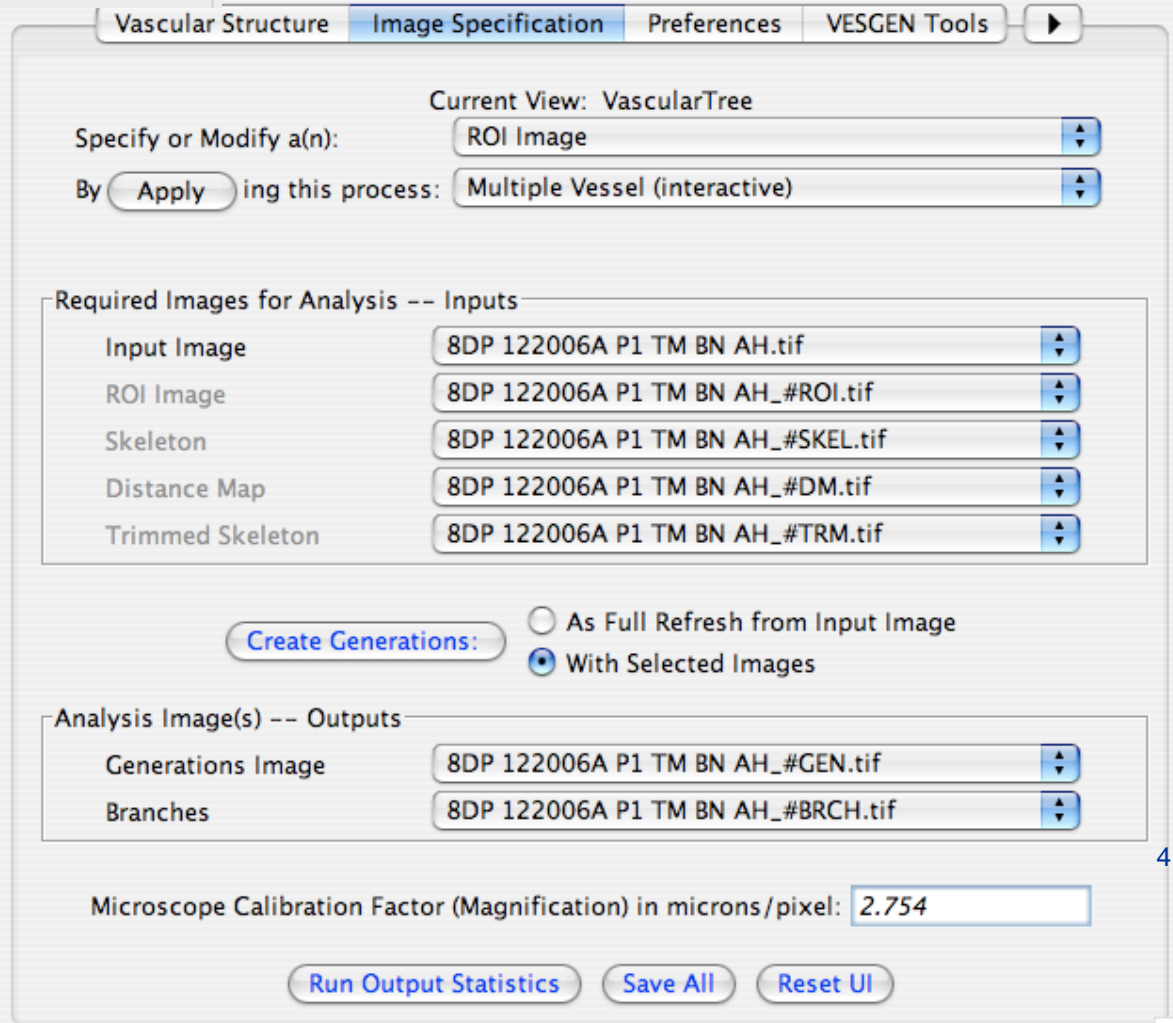 Vascular Structure Image Specification Preferences VESGEN Tools
Current View: VascularTree
Specify or Modify a(n): ROI Image
By Apply ing this process: Multiple Vessel (interactive)
Required Images for Analysis -- Inputs
Input Image 8DP 122006A P1 TM BN AH.tif
ROI Image 8DP 122006A P1 TM BN AH_#ROI.tif
Skeleton 8DP 122006A P1 TM BN AH_#SKEL.tif
Distance Map 8DP 122006A P1 TM BN AH_#DM.tif
Trimmed Skeleton 8DP 122006A P1 TM BN AH_#TRM.tif
Create Generations: As Full Refresh from Input Image
With Selected Images
Analysis Image(s) -- Outputs
Generations Image 8DP 122006A P1 TM BN AH_#GEN.tif
Branches 8DP 122006A P1 TM BN AH_#BRCH.tif
4
Microscope Calibration Factor (Magnification) in microns/pixel: 2.754
Run Output Statistics Save All Reset UI